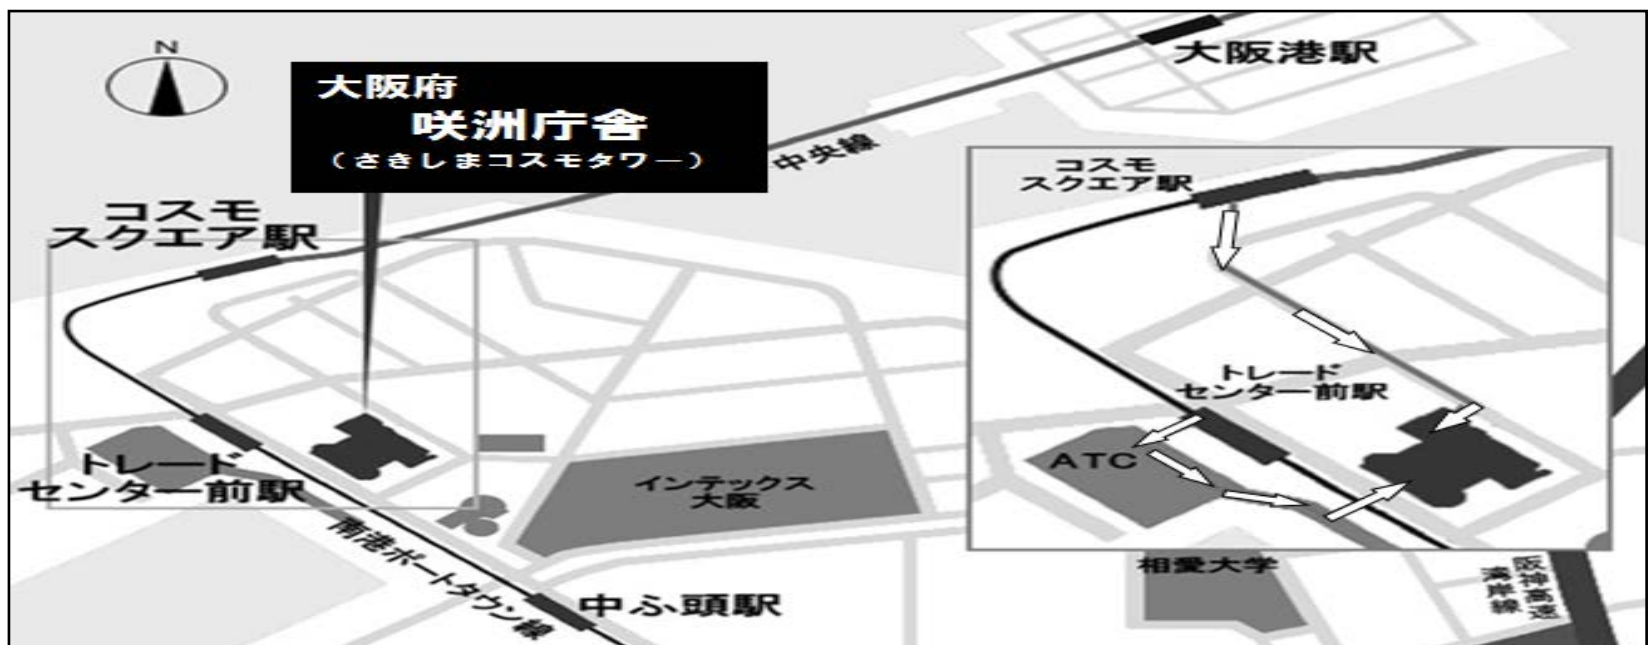 N
大阪府
咲洲庁舎
（さきしまコスモタワー）
大阪港駅
中央線
コスモ
スクエア駅
トレード
センター前駅
南港ポートタウン線
中ふ頭駅
インテックス
大阪
コスモ
スクエア駅
トレード
センター前駅
ATC
相愛大学
阪神高速
湾岸線